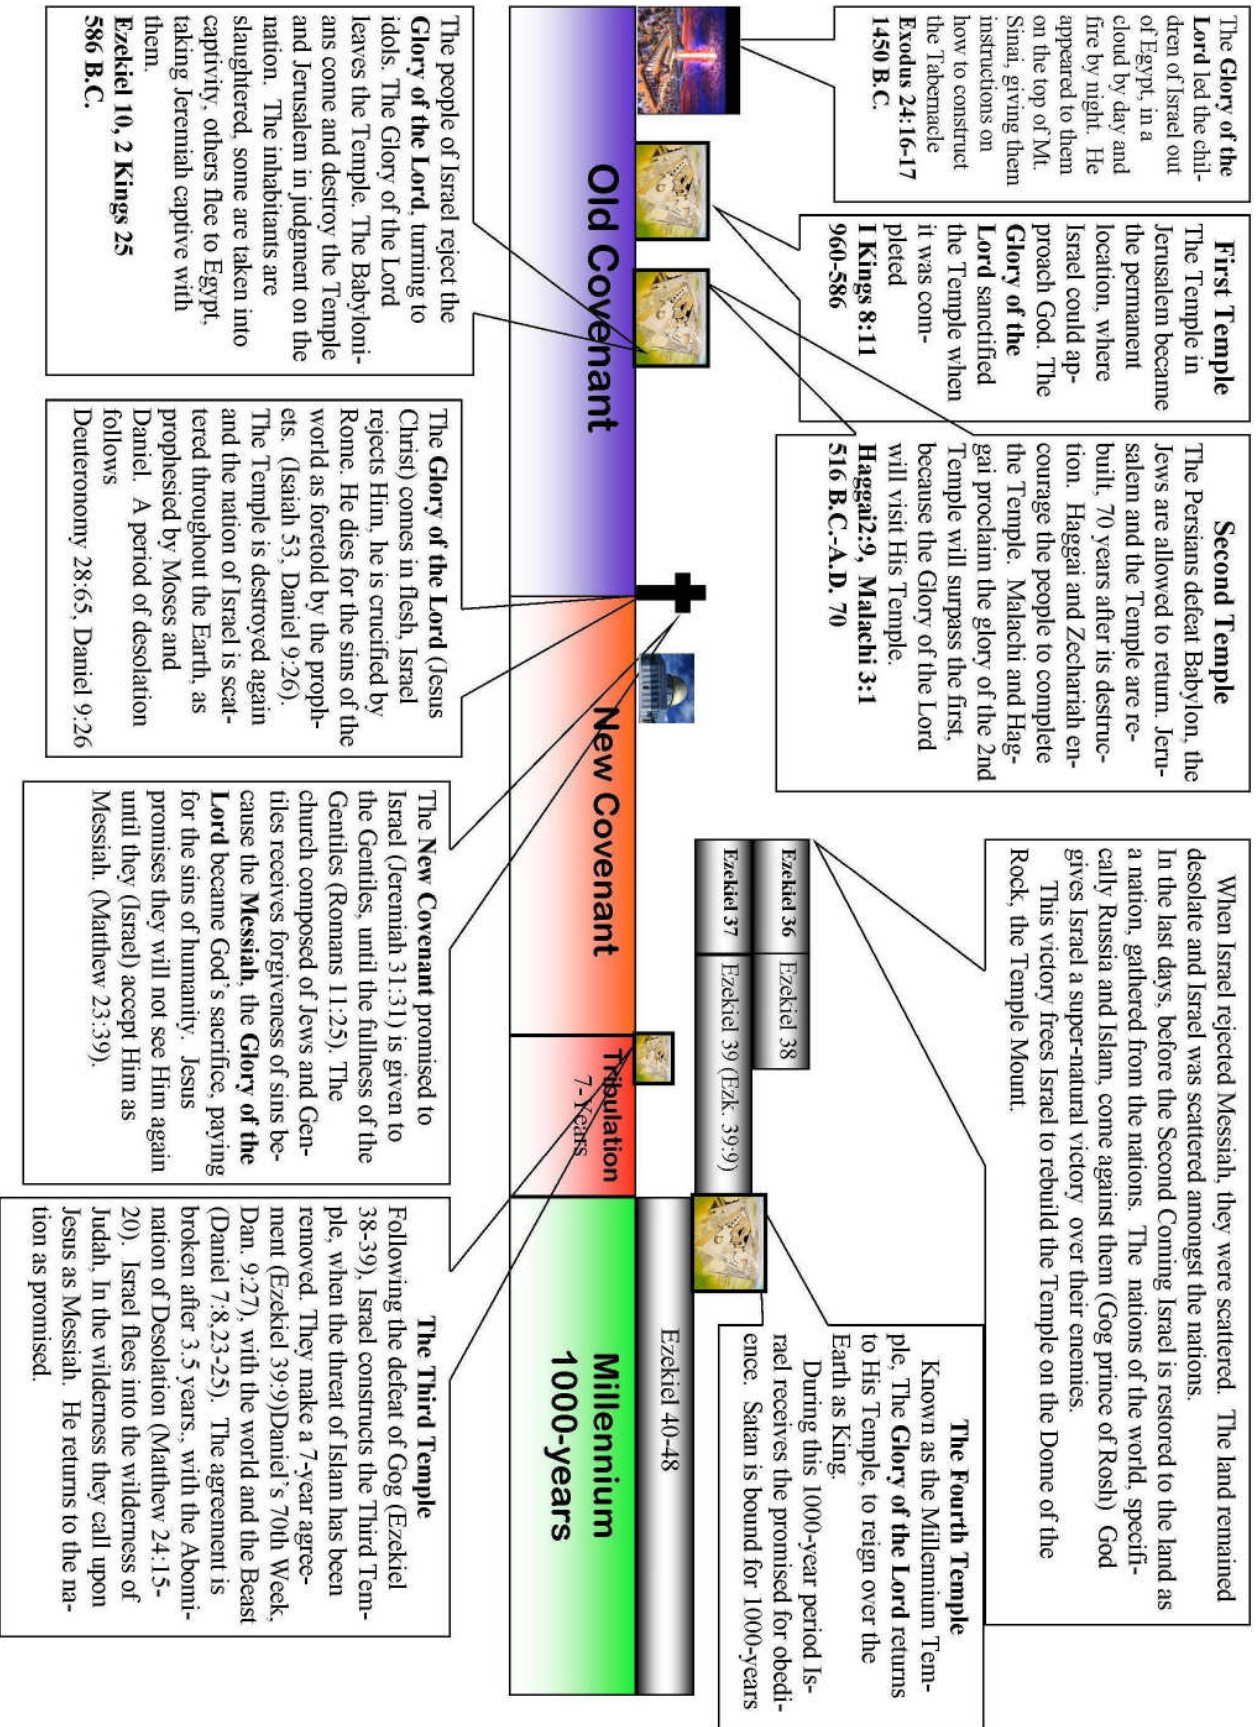 The Glory of the
Lord led the chil-
dren of Israel out
of Egypt, in a
cloud by day and
fire by night. He
appeared to them
on the top of Mt.
Sinai, giving them
instructions on
how to construct
the Tabernacle
Exodus 24:16-17
1450 B.C.
First Temple
The Temple in
Jerusalem became
the permanent
location, where
Israel could ap-
proach God. The
Glory of the
Lord sanctified
the Temple when
it was com-
pleted
I Kings 8:11
960-586
Second Temple
The Persians defeat Babylon, the
Jews are allowed to return. Jeru-
salem and the Temple are re-
built, 70 years after its destruc-
tion. Haggai and Zechariah en-
courage the people to complete
the Temple. Malachi and Hag-
gai proclaim the glory of the 2nd
Temple will surpass the first,
because the Glory of the Lord
will visit His Temple.
Haggai2:9, Malachi 3:1
516 B.C.-A.D. 70
When Israel rejected Messiah, they were scattered. The land remained
desolate and Israel was scattered amongst the nations.
In the last days, before the Second Coming Israel is restored to the land as
a nation, gathered from the nations. The nations of the world, specifi-
cally Russia and Islam, come against them (Gog prince of Rosh) God
gives Israel a super-natural victory over their enemies.
This victory frees Israel to rebuild the Temple on the Dome of the
Rock, the Temple Mount.
The Fourth Temple
Known as the Millennium Tem-
ple, The Glory of the Lord returns
to His Temple, to reign over the
Earth as King.
During this 1000-year period Is-
rael receives the promised for obedi-
ence. Satan is bound for 1000-years
Ezekiel 36
Ezekiel 38
Ezekiel 37
Ezekiel 39 (Ezk. 39:9)
Ezekiel 40-48
Old Covenant
New Covenant
Tribulation
7-Years
Millennium
1000-years
The people of Israel reject the
Glory of the Lord, turning to
idols. The Glory of the Lord
leaves the Temple. The Babyloni-
ans come and destroy the Temple
and Jerusalem in judgment on the
nation. The inhabitants are
slaughtered, some are taken into
captivity, others flee to Egypt,
taking Jeremiah captive with
them.
Ezekiel 10, 2 Kings 25
586 B.C.
The Glory of the Lord (Jesus
Christ) comes in flesh, Israel
rejects Him, he is crucified by
Rome. He dies for the sins of the
world as foretold by the proph-
ets. (Isaiah 53, Daniel 9:26).
The Temple is destroyed again
and the nation of Israel is scat-
tered throughout the Earth, as
prophesied by Moses and
Daniel. A period of desolation
follows
Deuteronomy 28:65, Daniel 9:26
The New Covenant promised to
Israel (Jeremiah 31:31) is given to
the Gentiles, until the fullness of the
Gentiles (Romans 11:25). The
church composed of Jews and Gen-
tiles receives forgiveness of sins be-
cause the Messiah, the Glory of the
Lord became God's sacrifice, paying
for the sins of humanity. Jesus
promises they will not see Him again
until they (Israel) accept Him as
Messiah. (Matthew 23:39).
The Third Temple
Following the defeat of Gog (Ezekiel
38-39), Israel constructs the Third Tem-
ple, when the threat of Islam has been
removed. They make a 7-year agree-
ment (Ezekiel 39:9)Daniel's 70th Week,
Dan. 9:27), with the world and the Beast
(Daniel 7:8,23-25). The agreement is
broken after 3.5 years., with the Abomi-
nation of Desolation (Matthew 24:15-
20). Israel flees into the wilderness of
Judah, In the wilderness they call upon
Jesus as Messiah. He returns to the na-
tion as promised.